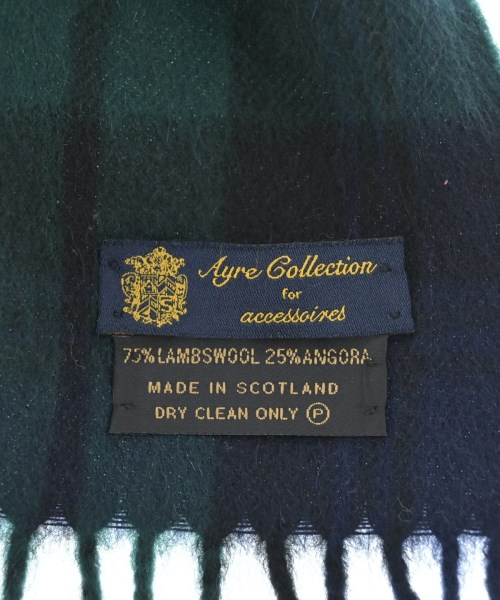 Ayre Collection
for
accessoires
75% LAMBSWOOL 25% ANGORA
MADE IN SCOTLAND
DRY CLEAN ONLY Ⓟ